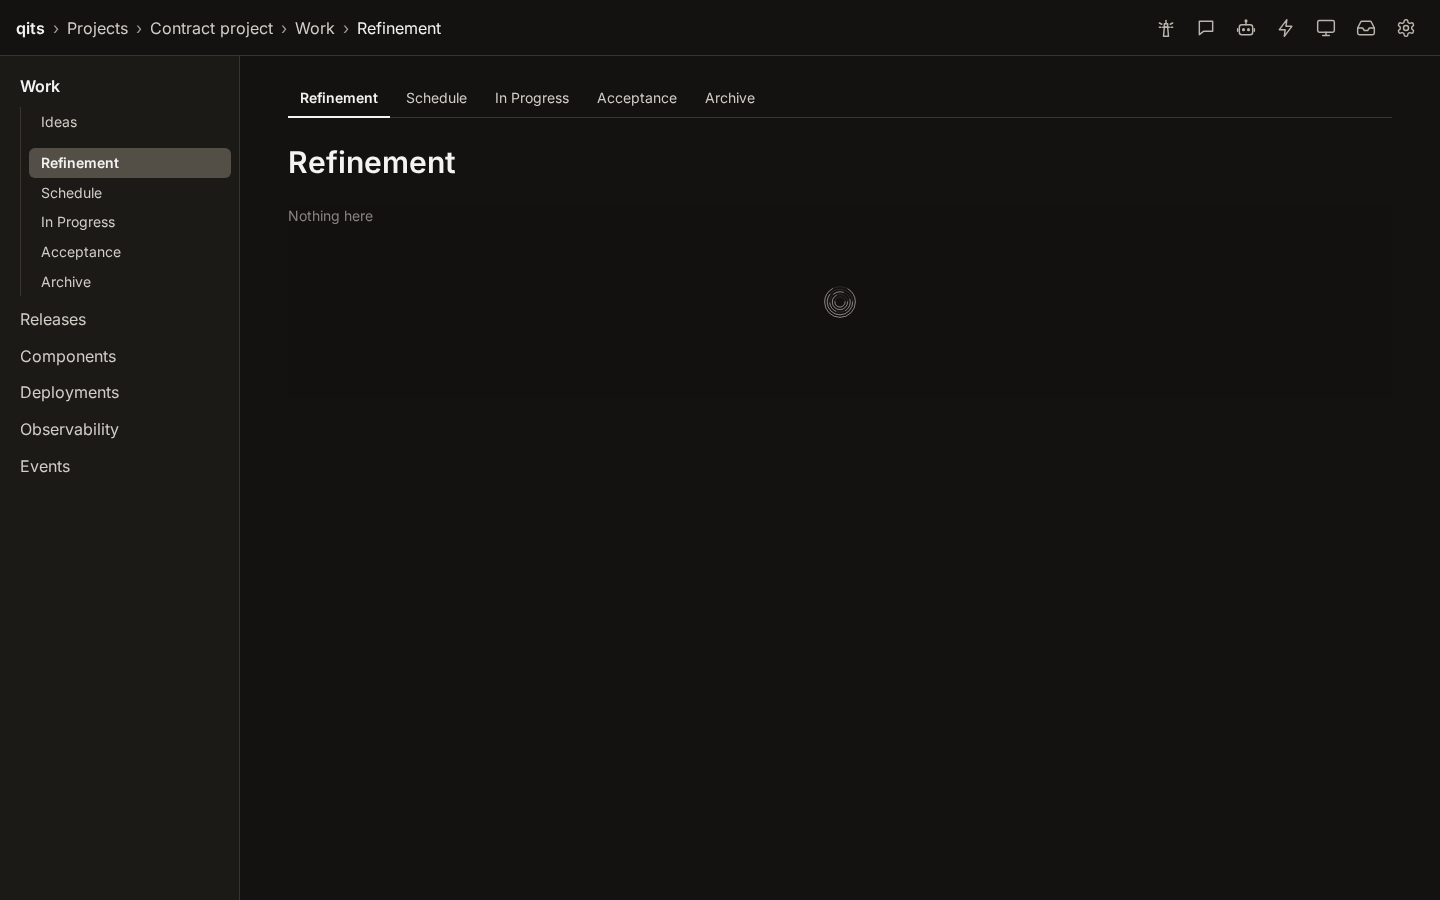 qits › Projects › Contract project › Work › Refinement
Work
Ideas
Refinement
Schedule
In Progress
Acceptance
Archive
Releases
Components
Deployments
Observability
Events
Refinement Schedule In Progress Acceptance Archive
Refinement
Nothing here